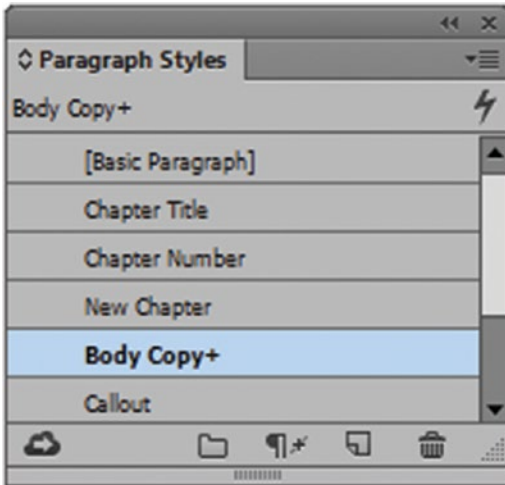 Paragraph Styles
Body Copy+
[Basic Paragraph]
Chapter Title
Chapter Number
New Chapter
Body Copy+
Callout